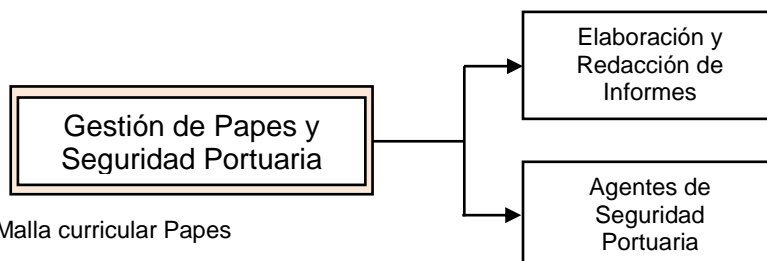 Elaboración y
Redacción de
Informes
Gestión de Papes y
Seguridad Portuaria
Agentes de
Seguridad
Portuaria
Malla curricular Papes